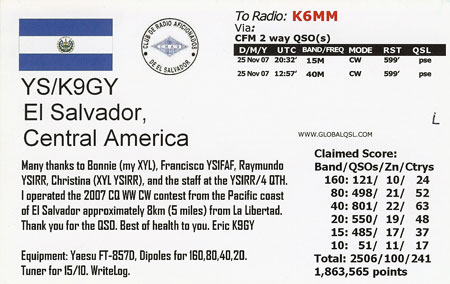 CLUB DE RADIO AFICIONADOS
DE EL SALVADOR
To Radio: K6MM
Via:
CFM 2 way QSO(s)
D/M/Y UTC BAND/FREQ MODE RST QSL
25 Nov 07 20:32' 15M CW 599' pse
25 Nov 07 12:57' 40M CW 599' pse
YS/K9GY
El Salvador,
Central America
WWW.GLOBALQSL.COM
Many thanks to Bonnie (my XYL), Francisco YS1FAF, Raymundo
YS1RR, Christina (XYL YS1RR), and the staff at the YS1RR/4 QTH.
I operated the 2007 CQ WW CW contest from the Pacific coast
of El Salvador approximately 8km (5 miles) from La Libertad.
Thank you for the QSO. Best of health to you. Eric K9GY
Equipment: Yaesu FT-857D, Dipoles for 160,80,40,20.
Tuner for 15/10. WriteLog.
Claimed Score:
Band/QSOs/Zn/Ctrys
160: 121/ 10/ 24
80: 498/ 21/ 52
40: 801/ 22/ 63
20: 550/ 19/ 48
15: 485/ 17/ 37
10: 51/ 11/ 17
Total: 2506/100/241
1,863,565 points